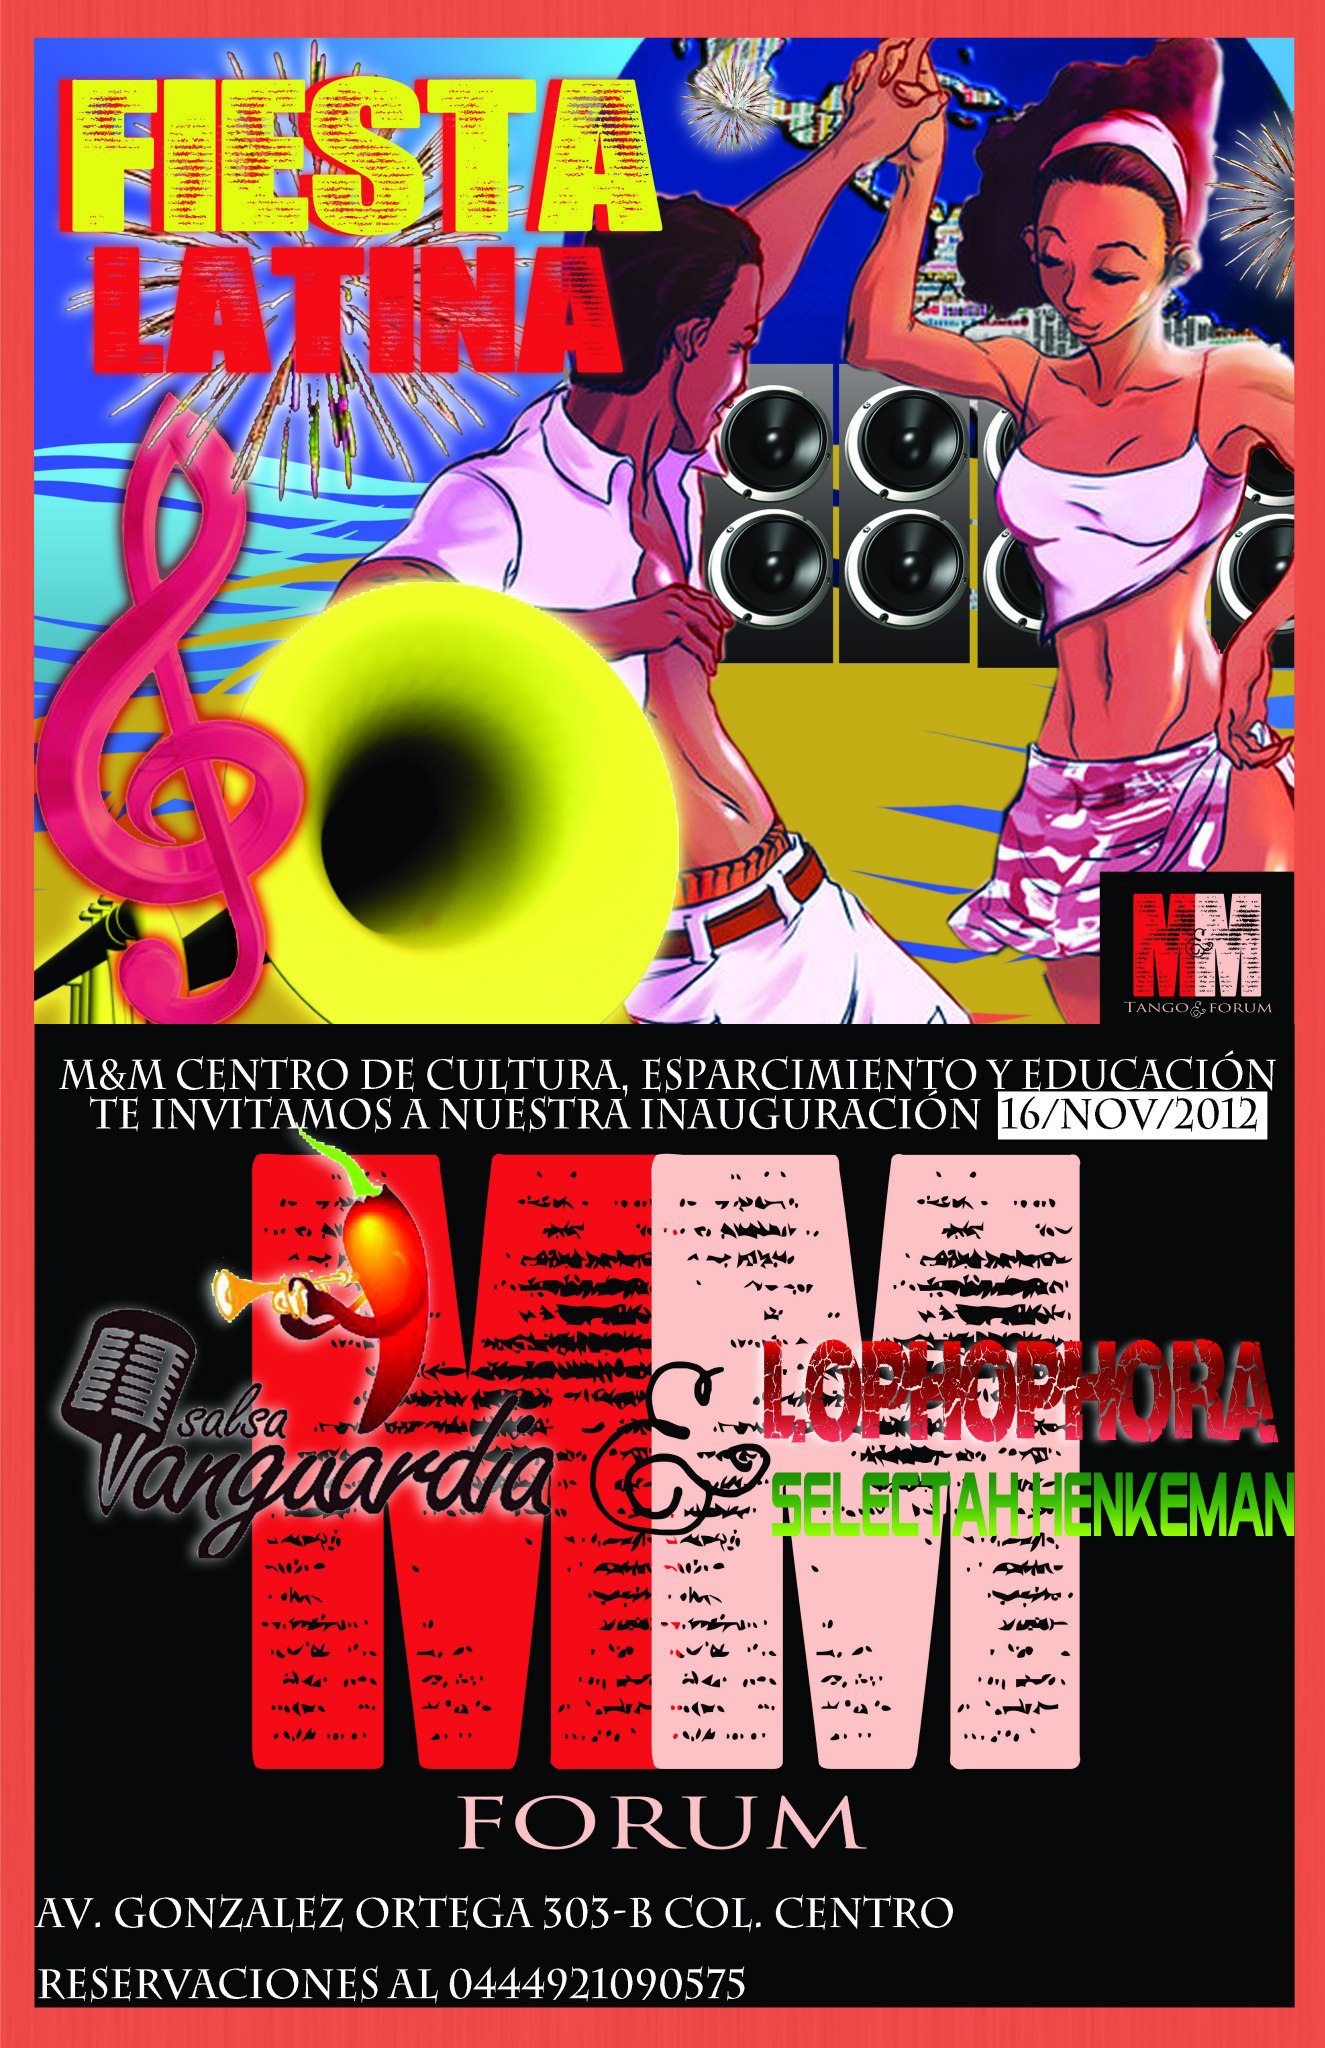 FIESTA
LATINA
M&M
TANGO & FORUM
M&M CENTRO DE CULTURA, ESPARCIMIENTO Y EDUCACIÓN
TE INVITAMOS A NUESTRA INAUGURACIÓN 16/NOV/2012
M&M
salsa
Vanguardia
LOPHOPHORA
SELECTAH HENKEMAN
FORUM
AV. GONZALEZ ORTEGA 303-B COL. CENTRO
RESERVACIONES AL 0444921090575